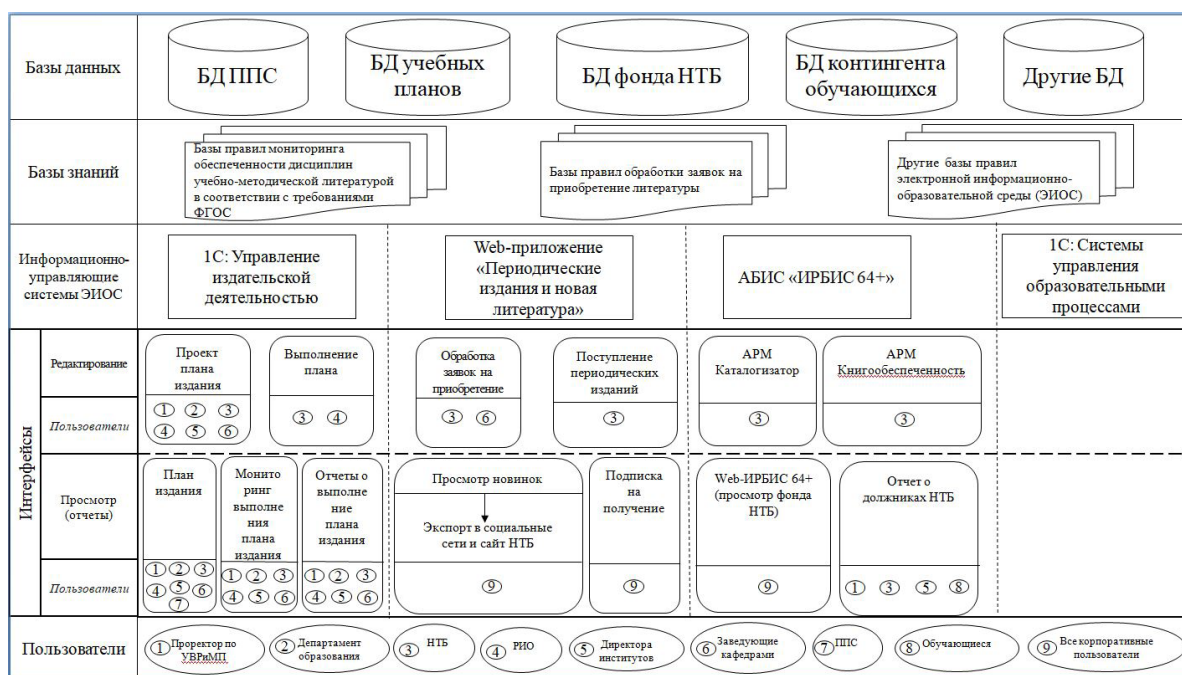 Базы данных
БД ППС
БД учебных
планов
БД фонда НТБ
БД контингента
обучающихся
Другие БД
Базы знаний
Базы правил мониторинга
обеспеченности дисциплин
учебно-методической литературой
в соответствии с требованиями
ФГОС
Базы правил обработки заявок на
приобретение литературы
Другие базы правил
электронной информационно-
образовательной среды (ЭИОС)
Информационно-
управляющие
системы ЭИОС
1С: Управление
издательской
деятельностью
Web-приложение
«Периодические
издания и новая
литература»
АБИС «ИРБИС 64+»
1С: Системы
управления
образовательными
процессами
Интерфейсы
Редактирование
Проект
плана
издания
Выполнение
плана
Обработка
заявок на
приобретение
Поступление
периодических
изданий
АРМ
Каталогизатор
АРМ
Книгообеспеченность
Пользователи
1 2 3
4 5 6
3 4
3 6
3
3
3
Просмотр
(отчеты)
План
издания
Монито
ринг
выполне
ния
плана
издания
Отчеты о
выполне
ние
плана
издания
Просмотр новинок
Экспорт в социальные
сети и сайт НТБ
Подписка
на
получение
Web-ИРБИС 64+
(просмотр фонда
НТБ)
Отчет о
должниках НТБ
Пользователи
1 2 3
4 5 6
7
1 2 3
4 5 6
1 2 3
4 5 6
9
9
9
1 3 5 8
Пользователи
1 Проректор по
УВРиМП
2 Департамент
образования
3 НТБ
4 РИО
5 Директора
институтов
6 Заведующие
кафедрами
7 ППС
8 Обучающиеся
9 Все корпоративные
пользователи